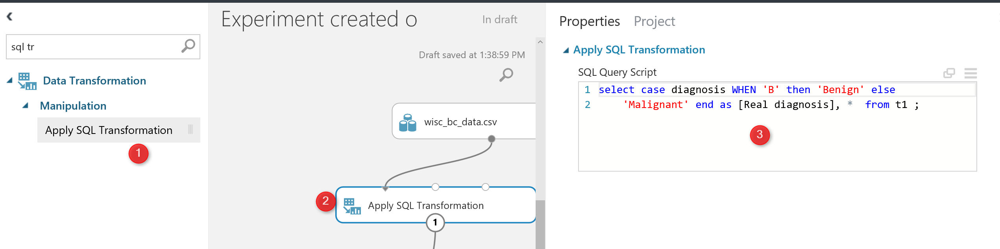 sql tr
Data Transformation
Manipulation
Apply SQL Transformation
1
Experiment created o
In draft
Draft saved at 1:38:59 PM
wisc_bc_data.csv
2
Apply SQL Transformation
1
Properties Project
Apply SQL Transformation
SQL Query Script
1 select case diagnosis WHEN 'B' then 'Benign' else
2 'Malignant' end as [Real diagnosis], * from t1 ;
3